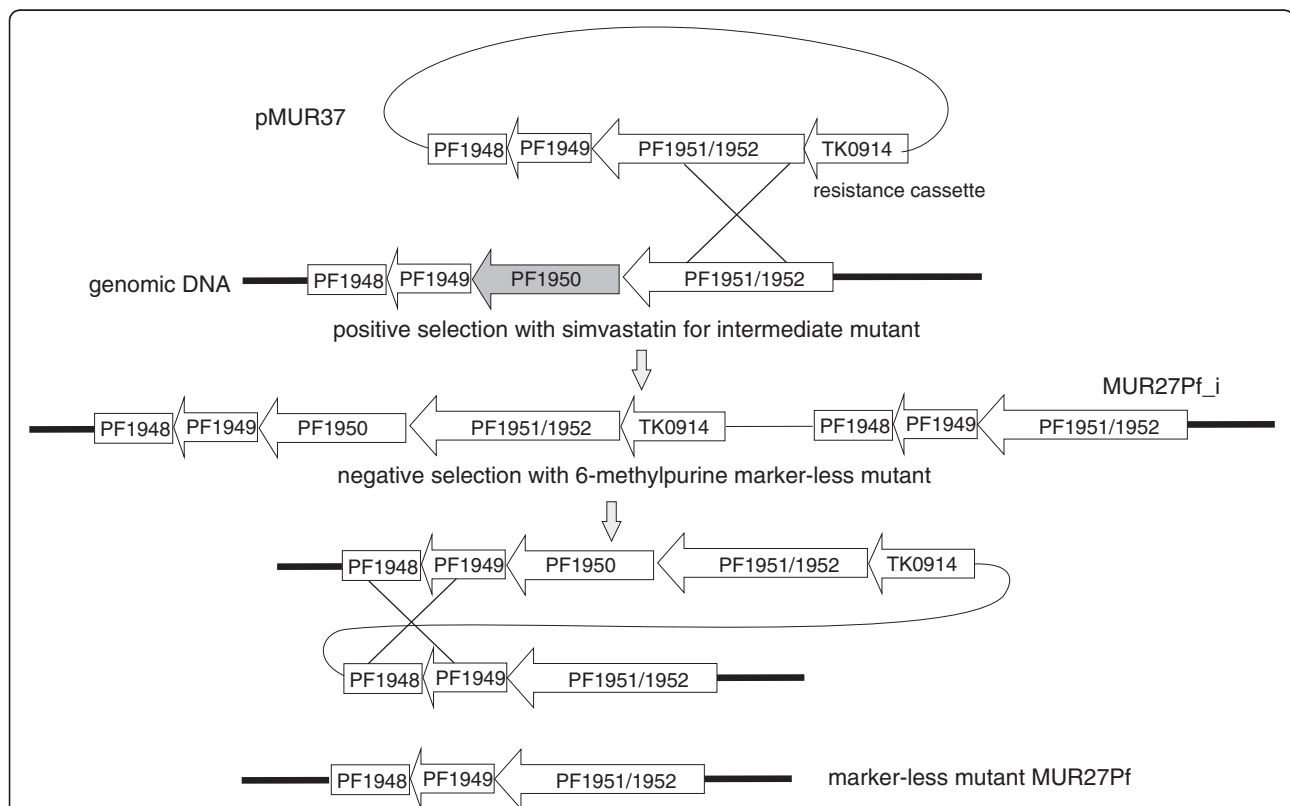 pMUR37
PF1948 PF1949 PF1951/1952 TK0914
resistance cassette
genomic DNA
PF1948 PF1949 PF1950 PF1951/1952
positive selection with simvastatin for intermediate mutant
MUR27Pf_i
PF1948 PF1949 PF1950 PF1951/1952 TK0914 PF1948 PF1949 PF1951/1952
negative selection with 6-methylpurine marker-less mutant
PF1948 PF1949 PF1950 PF1951/1952 TK0914
PF1948 PF1949 PF1951/1952
PF1948 PF1949 PF1951/1952
marker-less mutant MUR27Pf